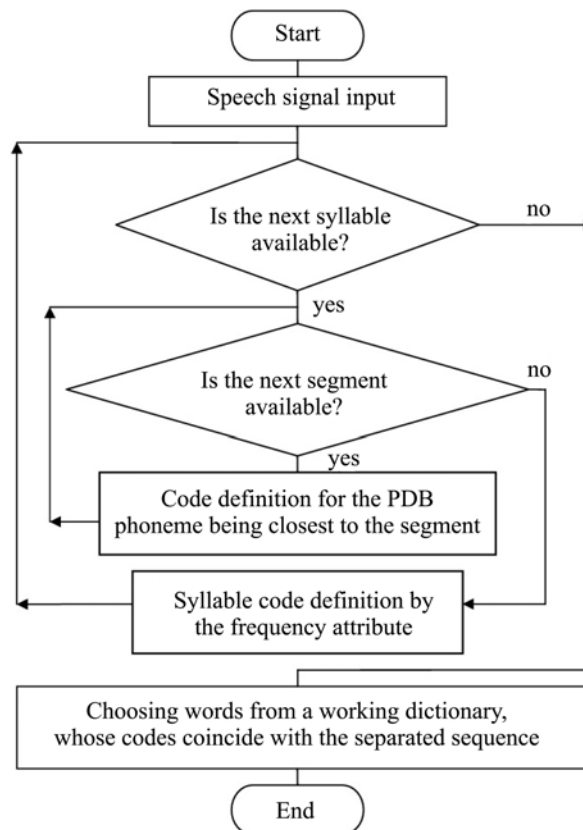 Start
Speech signal input
Is the next syllable
available?
no
yes
Is the next segment
available?
no
yes
Code definition for the PDB
phoneme being closest to the segment
Syllable code definition by
the frequency attribute
Choosing words from a working dictionary,
whose codes coincide with the separated sequence
End